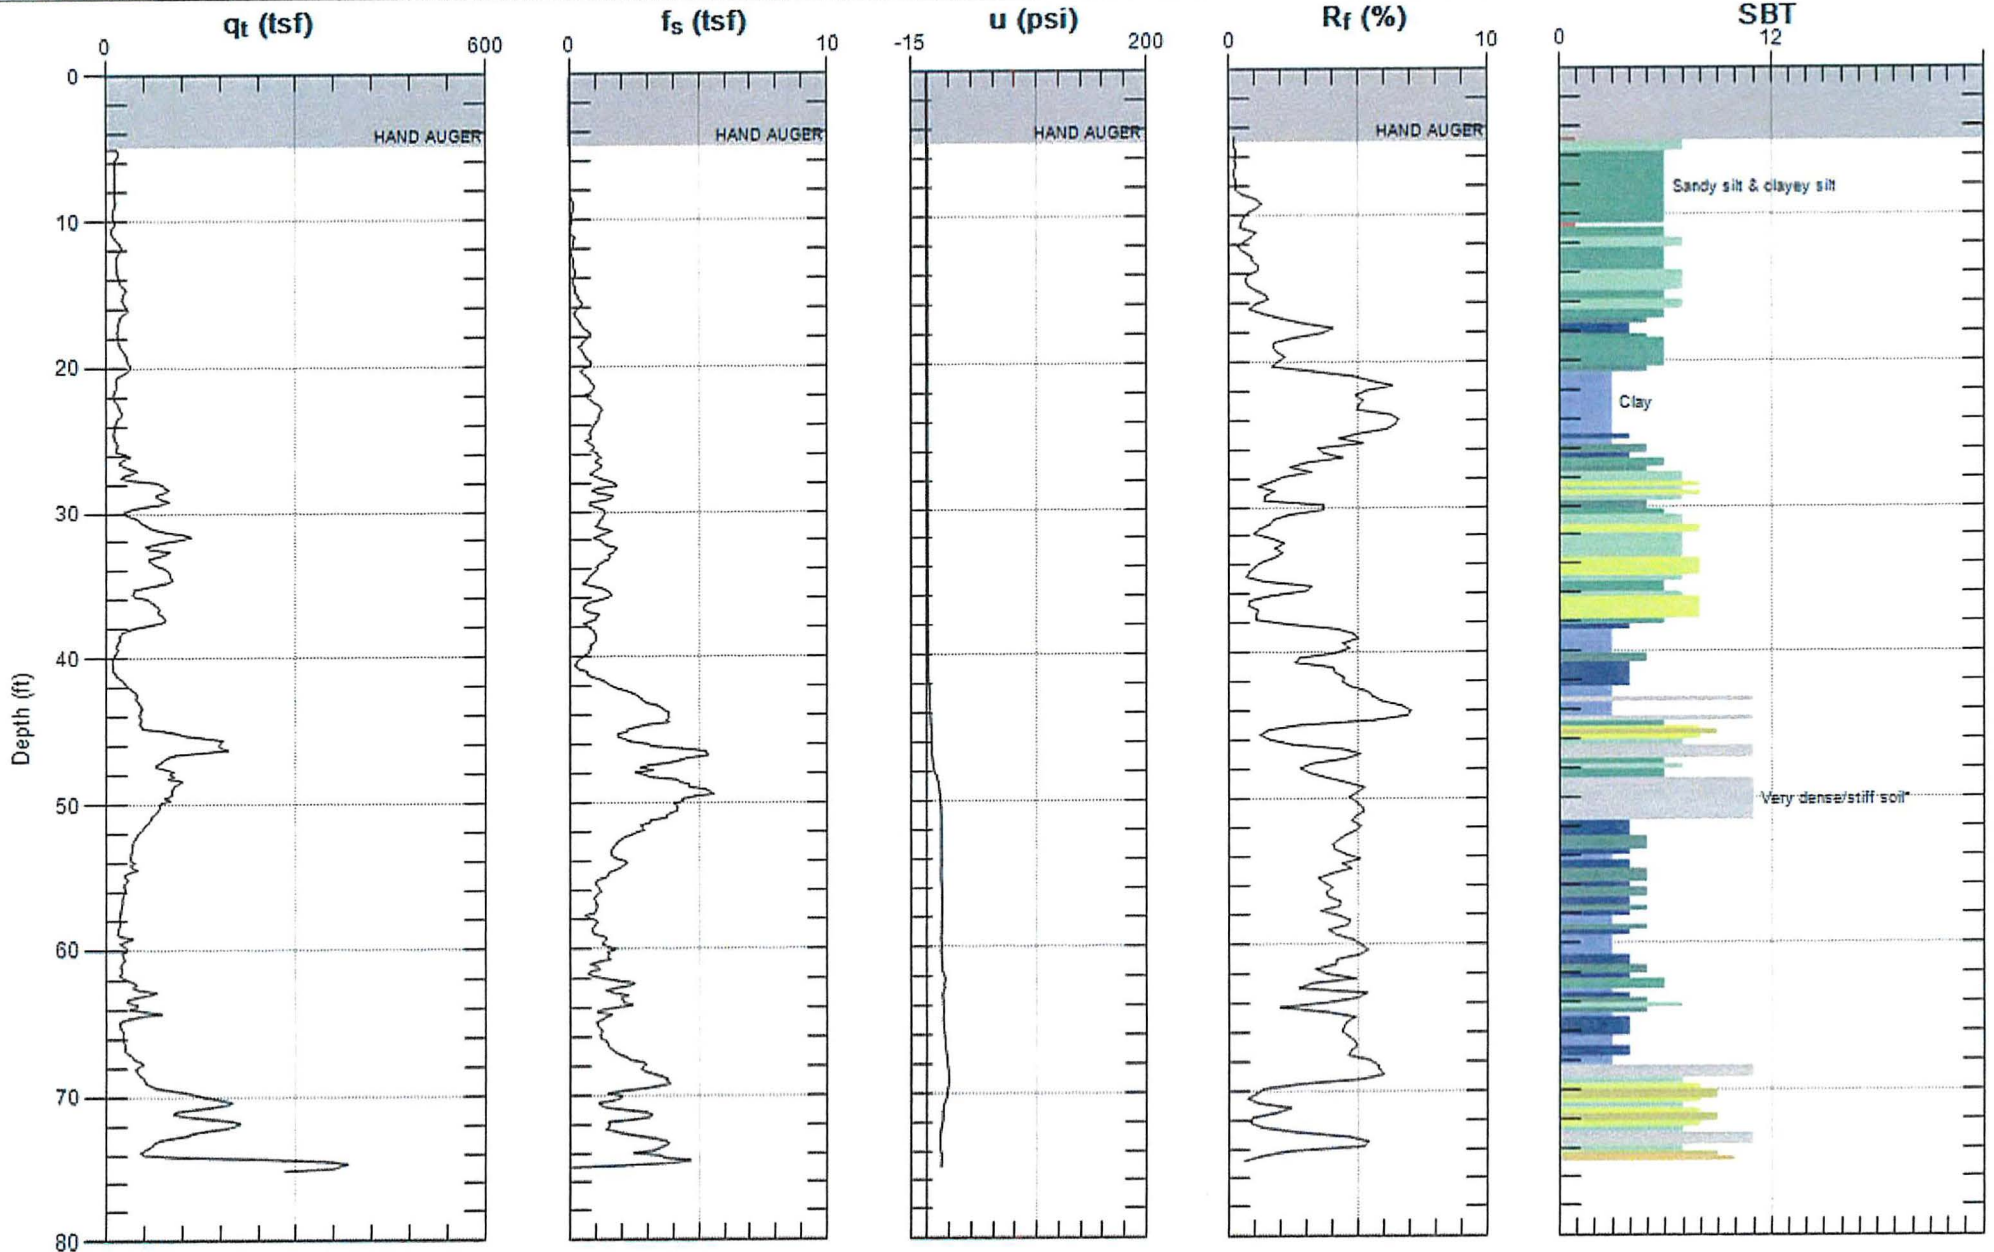 qt (tsf)
fs (tsf)
u (psi)
Rf (%)
SBT
0
600
0
10
-15
200
0
10
0
12
0
HAND AUGER
HAND AUGER
HAND AUGER
HAND AUGER
Sandy silt & clayey silt
10
20
Clay
30
40
Depth (ft)
50
Very dense/stiff soil*
60
70
80